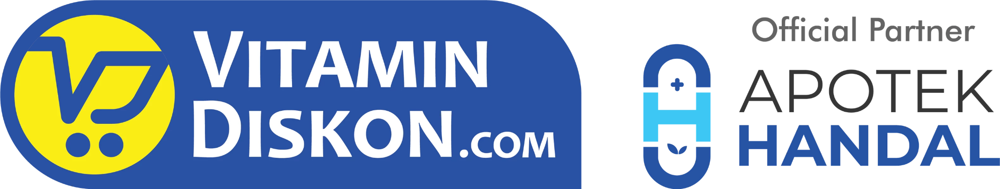 VITAMIN
DISKON.COM
Official Partner
APOTEK
HANDAL